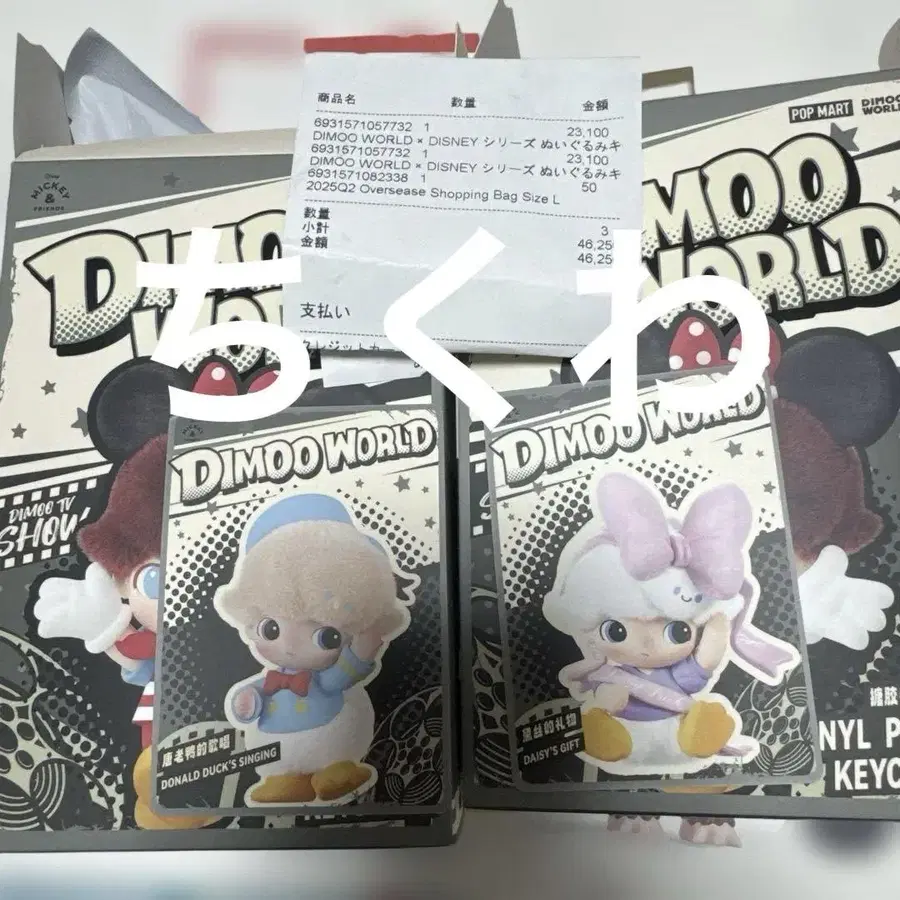 商品名 数量 金額
6931571057732 1 23,100
DIMOO WORLD × DISNEY シリーズ ぬいぐるみキ
6931571057732 1 23,100
DIMOO WORLD × DISNEY シリーズ ぬいぐるみキ
6931571082338 1 50
2025Q2 Oversease Shopping Bag Size L
数量 3
小計 46,25
金額 46,25
支払い
ちくわ
POP MART
MICKEY
&
FRIENDS
DIMOO TV
SHOW
DIMOO WORLD
唐老鸭的歌唱
DONALD DUCK'S SINGING
DIMOO WORLD
黛丝的礼物
DAISY'S GIFT
搪胶
NYL P
KEYC